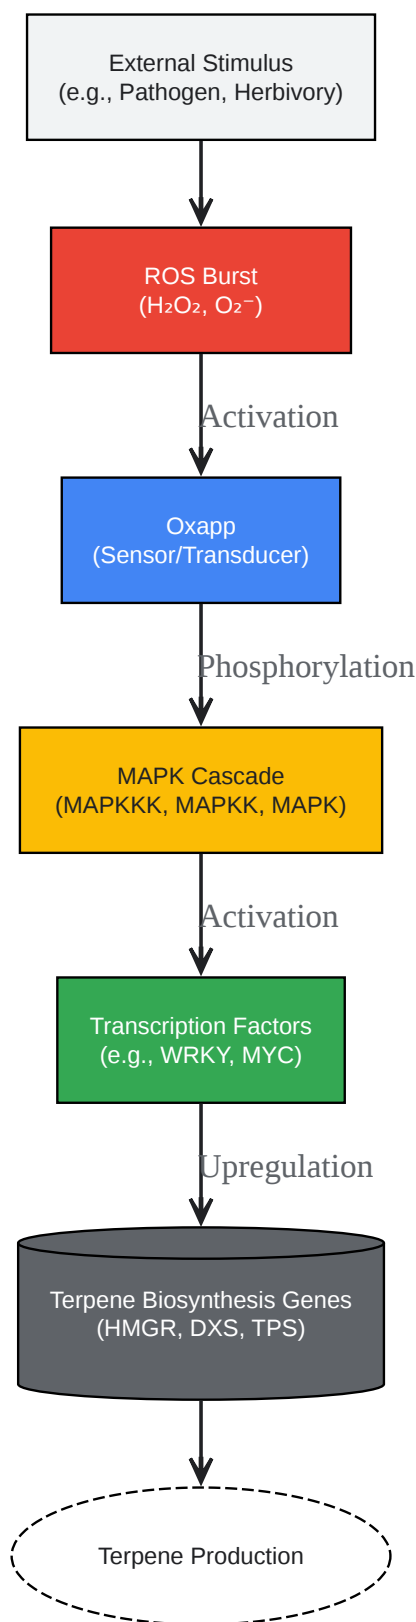 External Stimulus
(e.g., Pathogen, Herbivory)
ROS Burst
(H₂O₂, O₂⁻)
Activation
Oxapp
(Sensor/Transducer)
Phosphorylation
MAPK Cascade
(MAPKKK, MAPKK, MAPK)
Activation
Transcription Factors
(e.g., WRKY, MYC)
Upregulation
Terpene Biosynthesis Genes
(HMGR, DXS, TPS)
Terpene Production